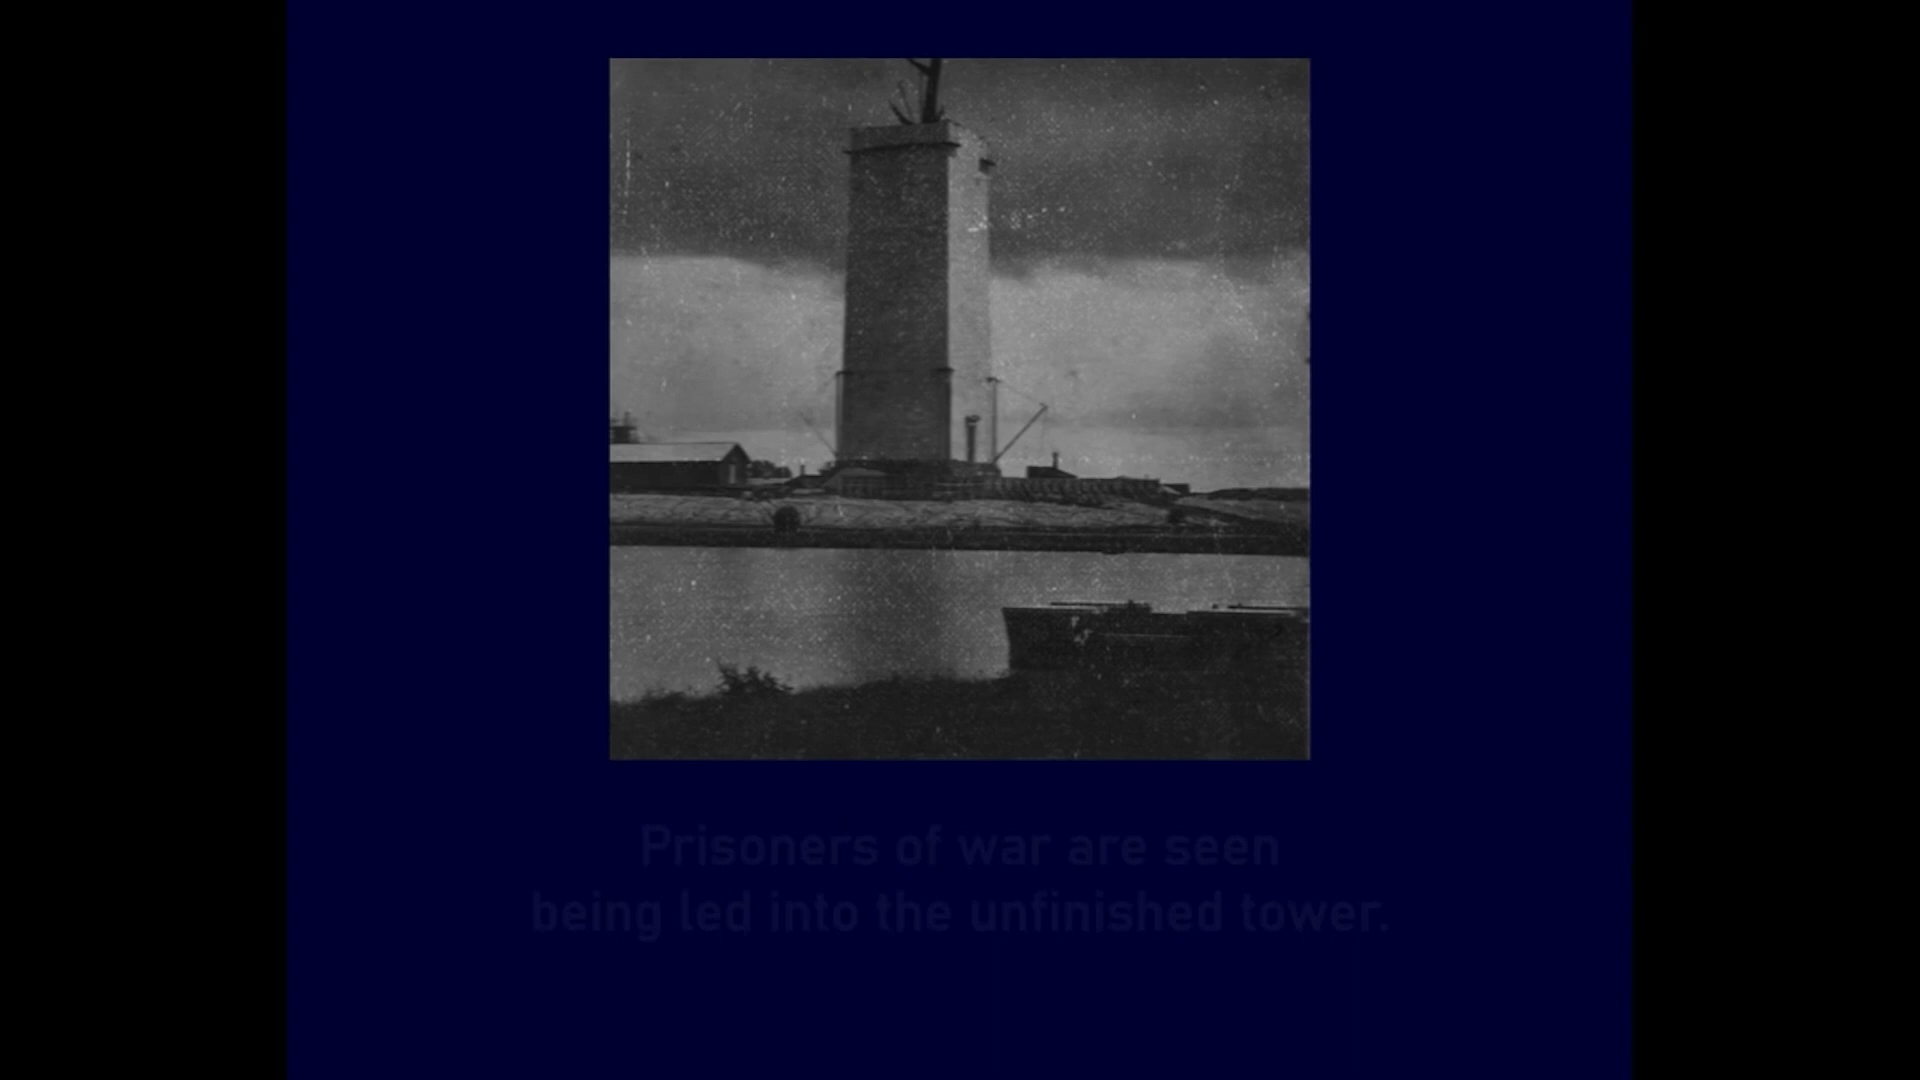 Prisoners of war are seen
being led into the unfinished tower.